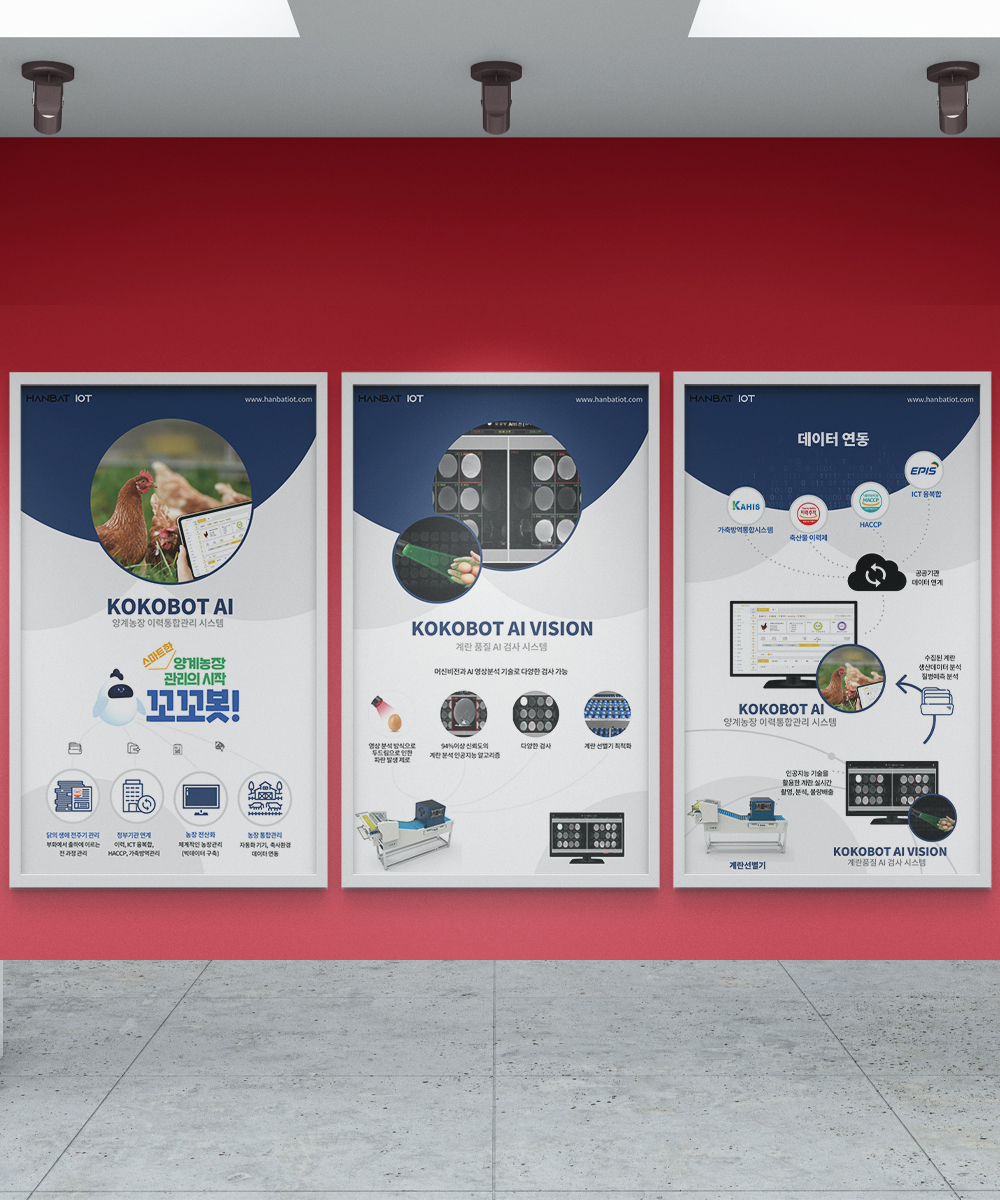 HANBAT IOT
www.hanbatiot.com
KOKOBOT AI
양계농장 이력통합관리 시스템
스마트한
양계농장
관리의 시작
꼬꼬봇!
닭의 생애 전주기 관리
부화에서 출하에 이르는
전 과정 관리
정부기관 연계
이력, ICT 융복합,
HACCP, 가축방역관리
농장 전산화
체계적인 농장관리
(빅데이터 구축)
농장 통합관리
자동화 기기, 축사환경
데이터 연동
HANBAT IOT
www.hanbatiot.com
KOKOBOT AI VISION
계란 품질 AI 검사 시스템
머신비전과 AI 영상분석 기술로 다양한 검사 가능
영상 분석 방식으로
두드림으로 인한
파란 발생 제로
94%이상 신뢰도의
계란 분석 인공지능 알고리즘
다양한 검사
계란 선별기 최적화
HANBAT IOT
www.hanbatiot.com
데이터 연동
EPIS
ICT 융복합
KAHIS
가축방역통합시스템
축산물 이력제
HACCP
HACCP
공공기관
데이터 연계
수집된 계란
생산데이터 분석
질병예측 분석
KOKOBOT AI
양계농장 이력통합관리 시스템
인공지능 기술을
활용한 계란 실시간
촬영, 분석, 불량배출
계란선별기
KOKOBOT AI VISION
계란품질 AI 검사 시스템